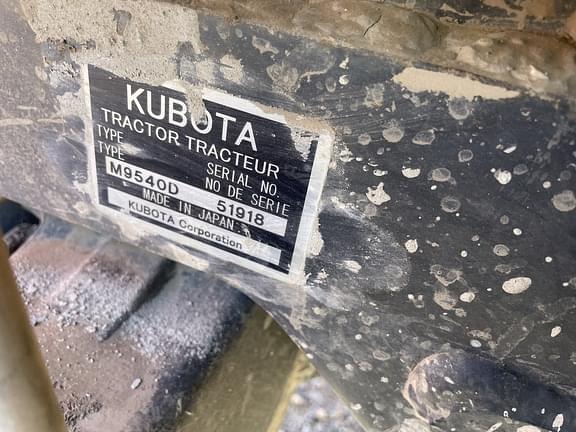 KUBOTA
TRACTOR TRACTEUR
TYPE SERIAL NO.
TYPE NO DE SERIE
M9540D 51918
MADE IN JAPAN
KUBOTA Corporation